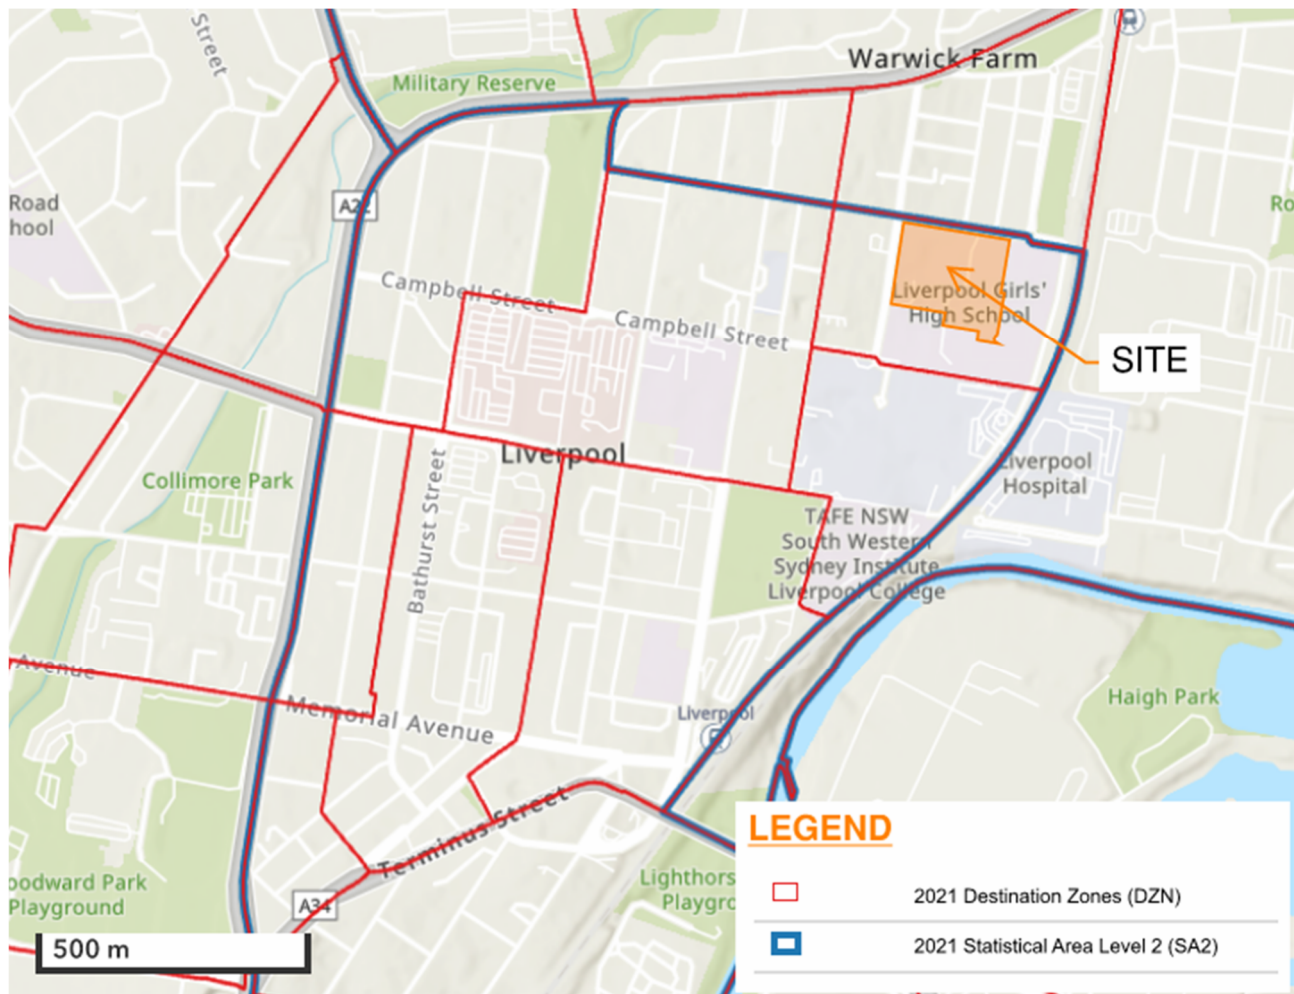 Street
Warwick Farm
Military Reserve
Road
hool
A22
Ro
Campbell Street
Campbell Street
Liverpool Girls'
High School
SITE
Liverpool
Collimore Park
Bathurst Street
Liverpool
Hospital
TAFE NSW
South Western
Sydney Institute
Liverpool College
Avenue
Memorial Avenue
Liverpool
Haigh Park
Terminus Street
LEGEND
oodward Park
Playground
A34
Lighthors
Playgro
2021 Destination Zones (DZN)
500 m
2021 Statistical Area Level 2 (SA2)